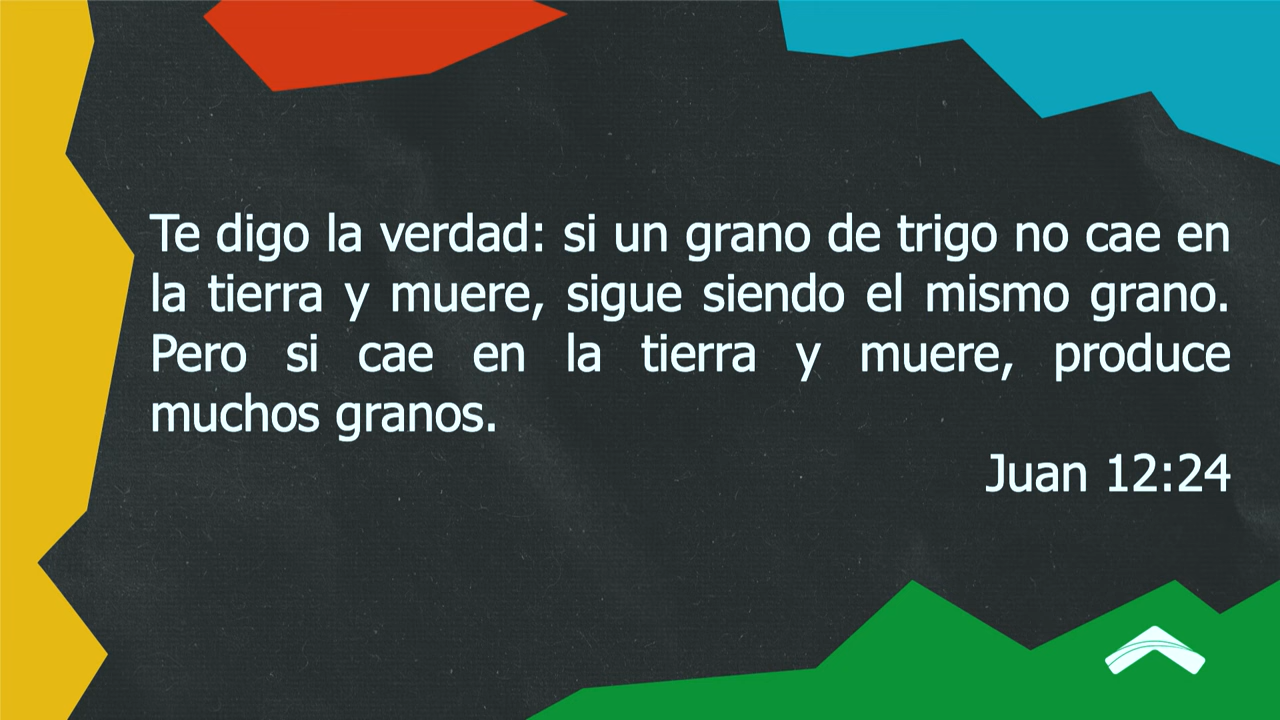 Te digo la verdad: si un grano de trigo no cae en
la tierra y muere, sigue siendo el mismo grano.
Pero si cae en la tierra y muere, produce
muchos granos.
Juan 12:24